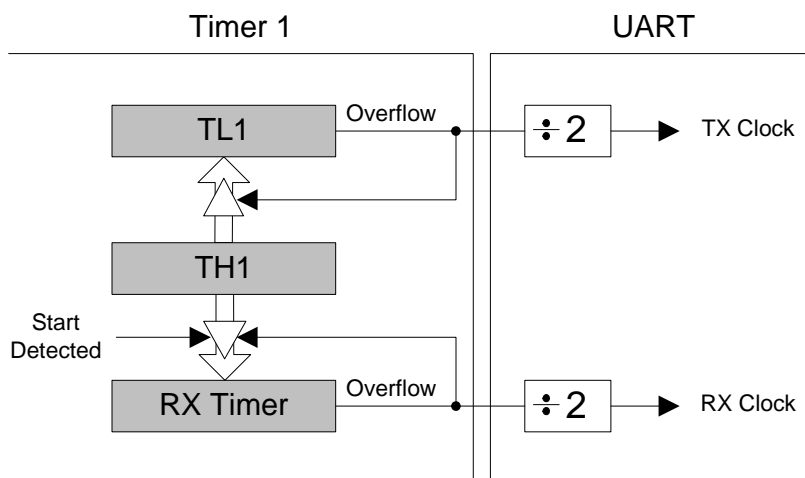 Timer 1
UART
TL1
Overflow
÷2
TX Clock
TH1
Start
Detected
RX Timer
Overflow
÷2
RX Clock